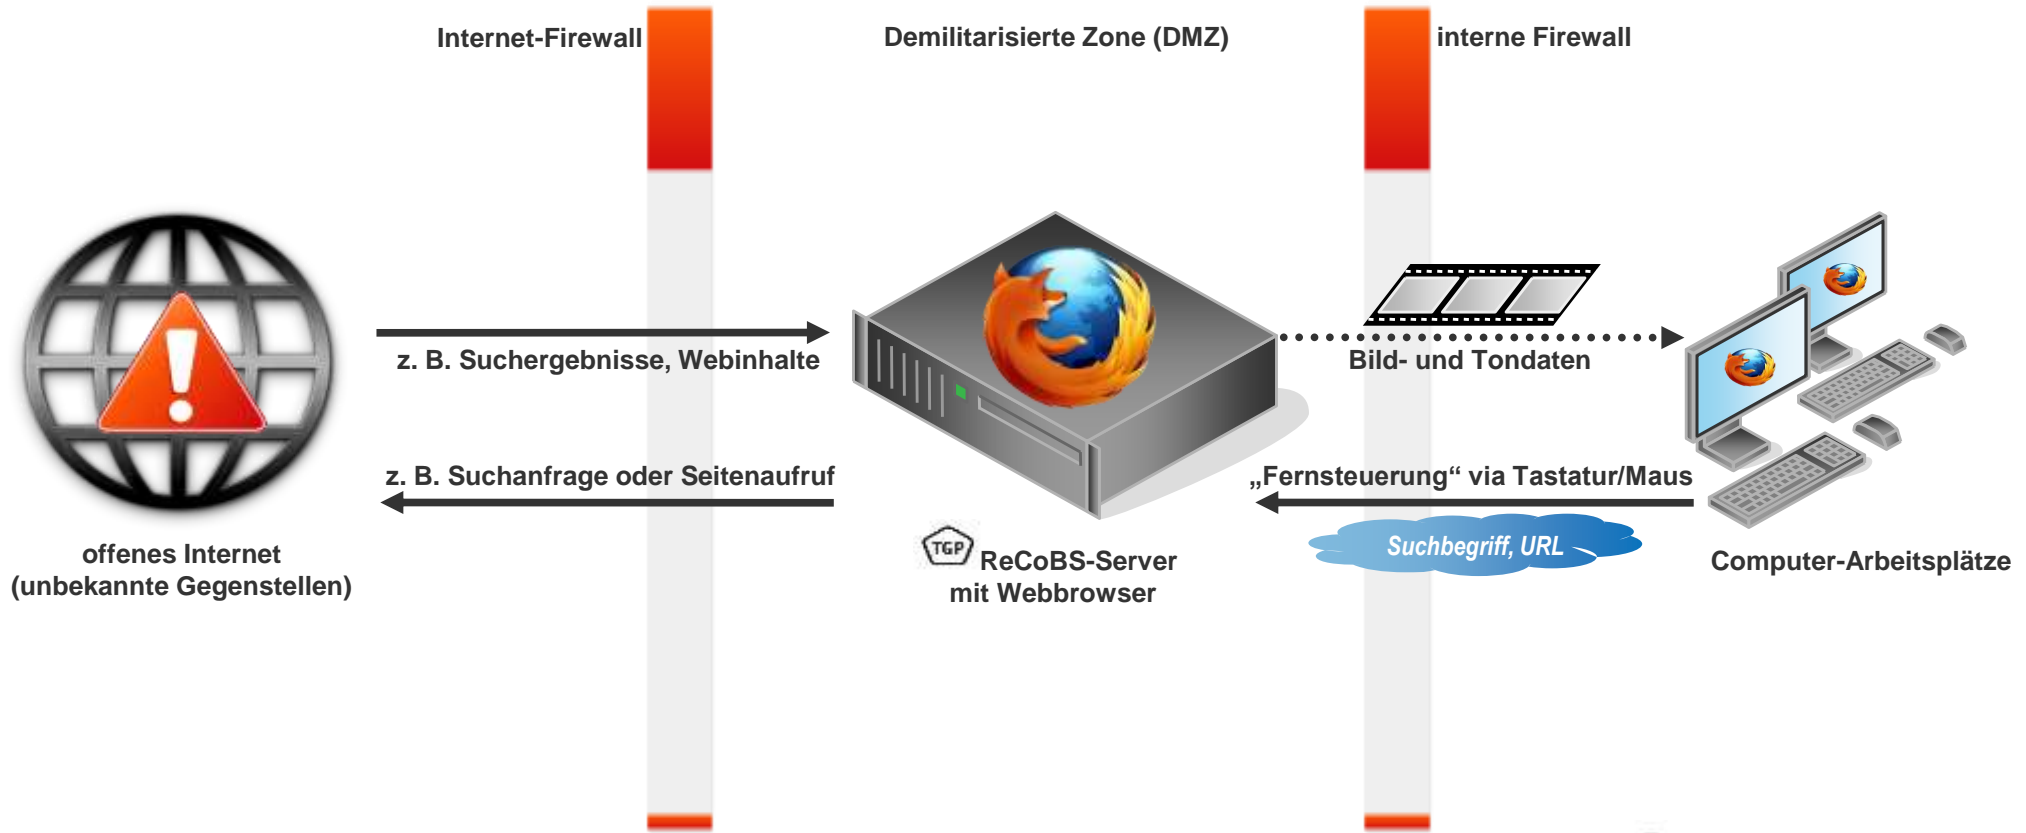 Internet-Firewall
Demilitarisierte Zone (DMZ)
interne Firewall
z. B. Suchergebnisse, Webinhalte
Bild- und Tondaten
z. B. Suchanfrage oder Seitenaufruf
„Fernsteuerung“ via Tastatur/Maus
Suchbegriff, URL
offenes Internet
(unbekannte Gegenstellen)
TGP
ReCoBS-Server
mit Webbrowser
Computer-Arbeitsplätze